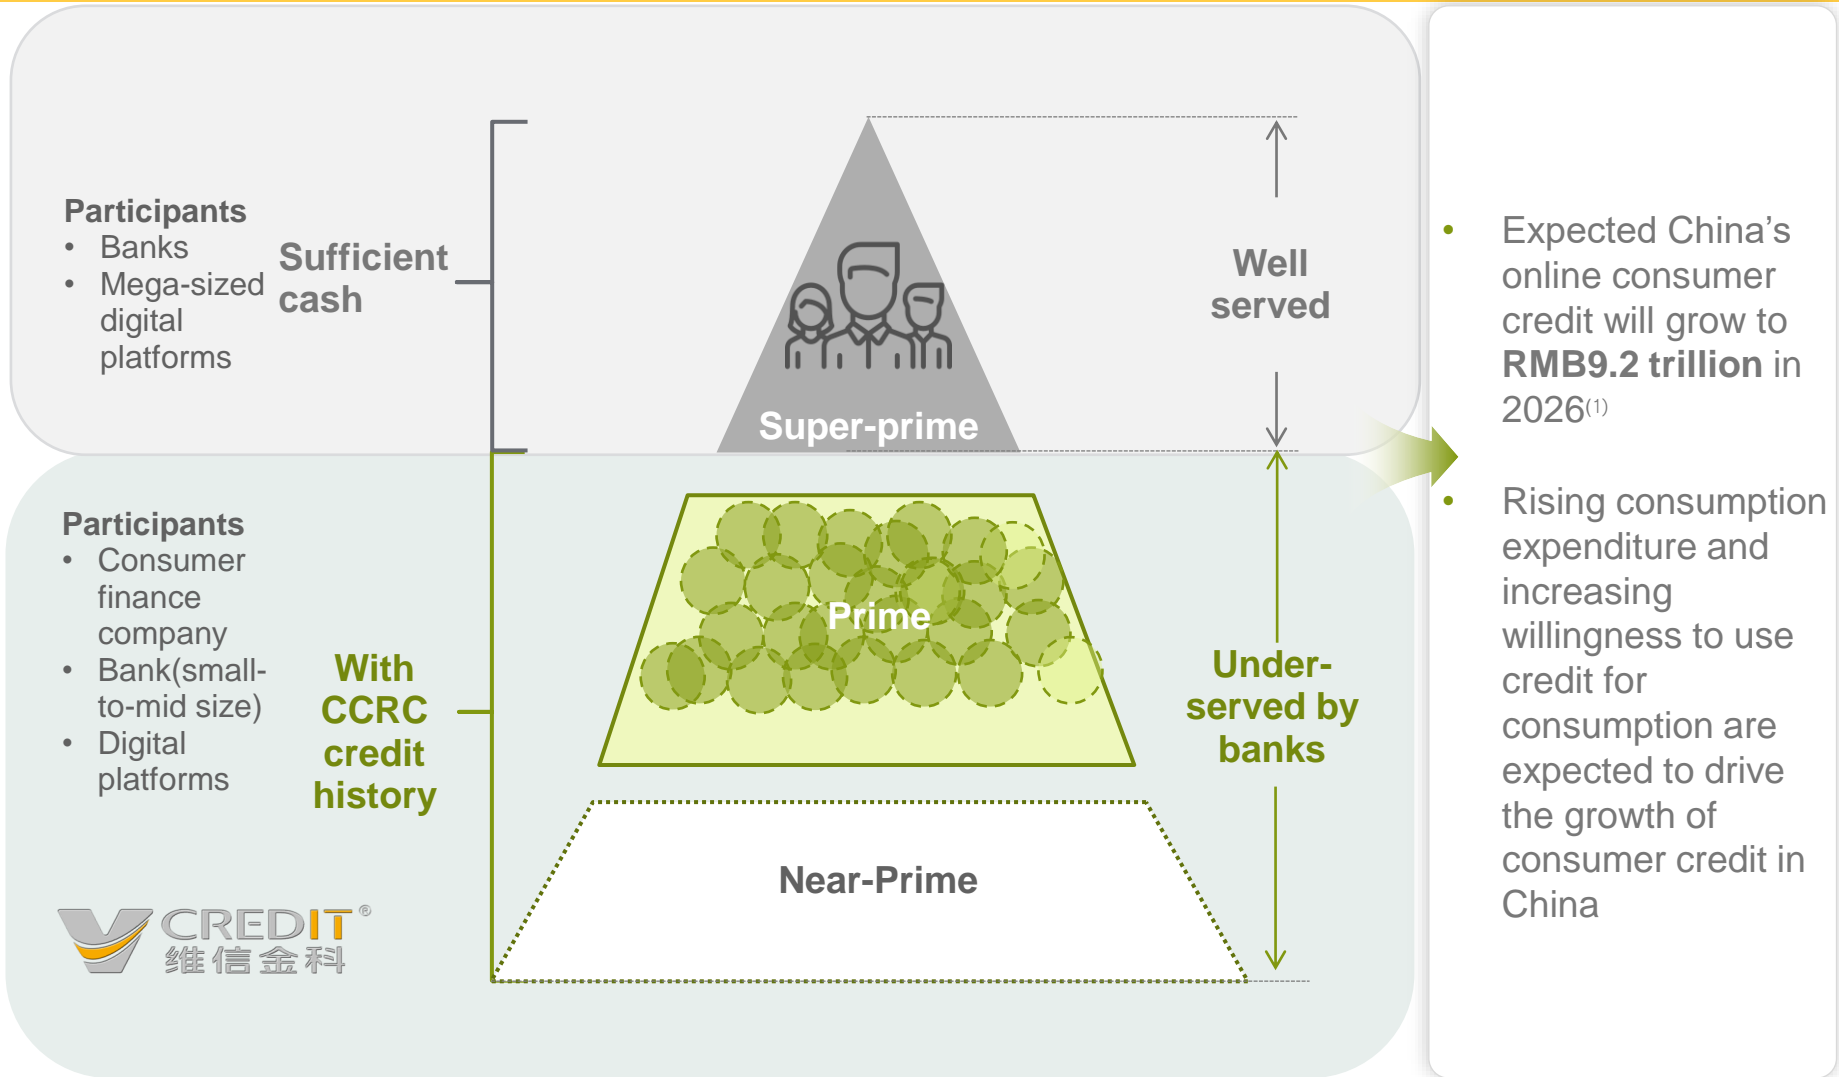 Participants
• Banks
• Mega-sized
digital
platforms
Sufficient
cash
Super-prime
Well
served
Participants
• Consumer
finance
company
• Bank(small-
to-mid size)
• Digital
platforms
With
CCRC
credit
history
Prime
Near-Prime
Under-
served by
banks
CREDIT®
维信金科
• Expected China’s
online consumer
credit will grow to
RMB9.2 trillion in
2026(1)
• Rising consumption
expenditure and
increasing
willingness to use
credit for
consumption are
expected to drive
the growth of
consumer credit in
China